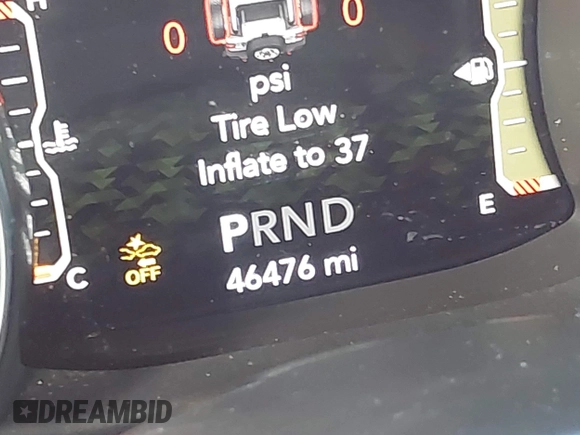 H
0 0
psi
Tire Low
Inflate to 37
PRND
E
OFF
46476 mi
C
DREAMBID